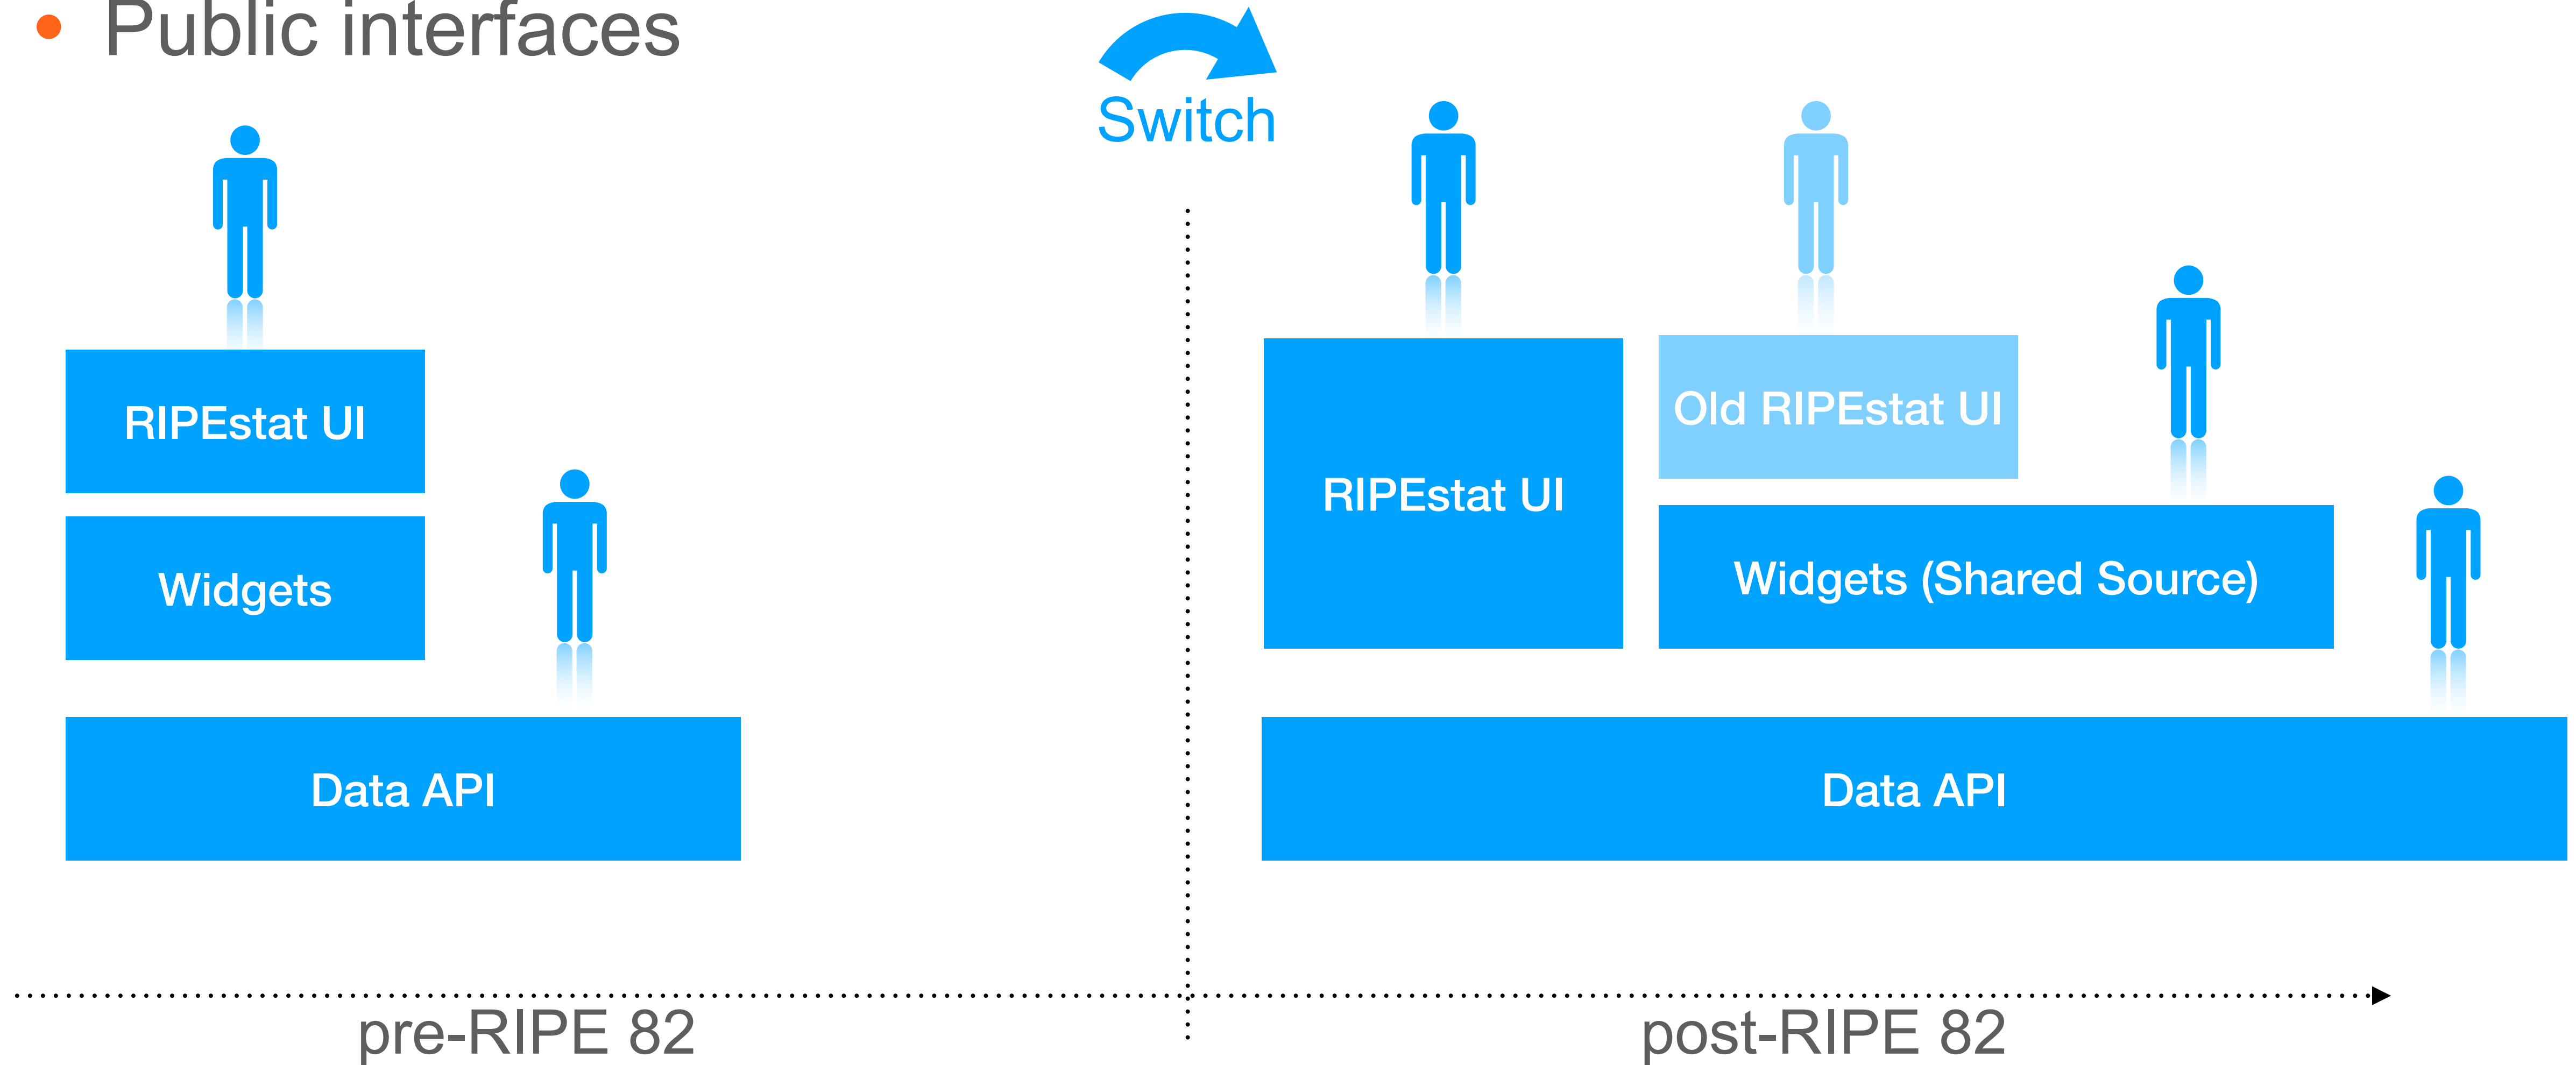 • Public interfaces
Switch
RIPEstat UI
Widgets
Data API
RIPEstat UI
Old RIPEstat UI
Widgets (Shared Source)
Data API
pre-RIPE 82
post-RIPE 82